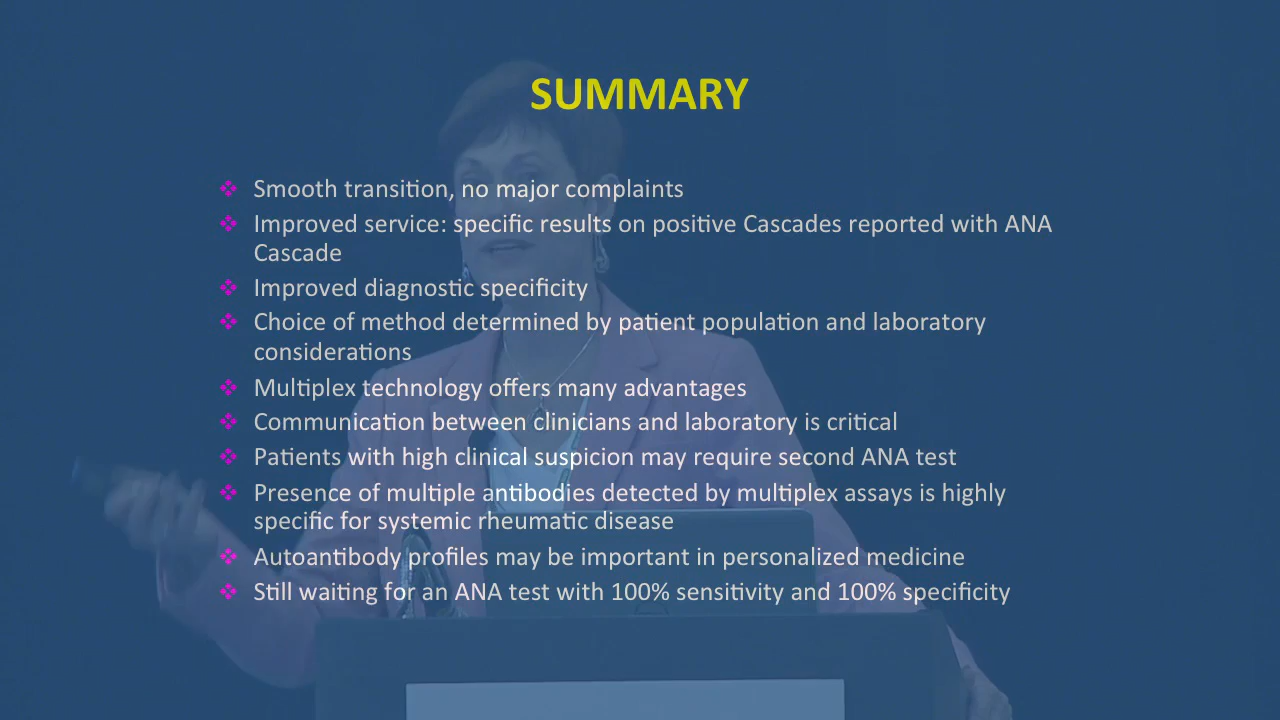 SUMMARY
Smooth transition, no major complaints
Improved service: specific results on positive Cascades reported with ANA
Cascade
Improved diagnostic specificity
Choice of method determined by patient population and laboratory
considerations
Multiplex technology offers many advantages
Communication between clinicians and laboratory is critical
Patients with high clinical suspicion may require second ANA test
Presence of multiple antibodies detected by multiplex assays is highly
specific for systemic rheumatic disease
Autoantibody profiles may be important in personalized medicine
Still waiting for an ANA test with 100% sensitivity and 100% specificity